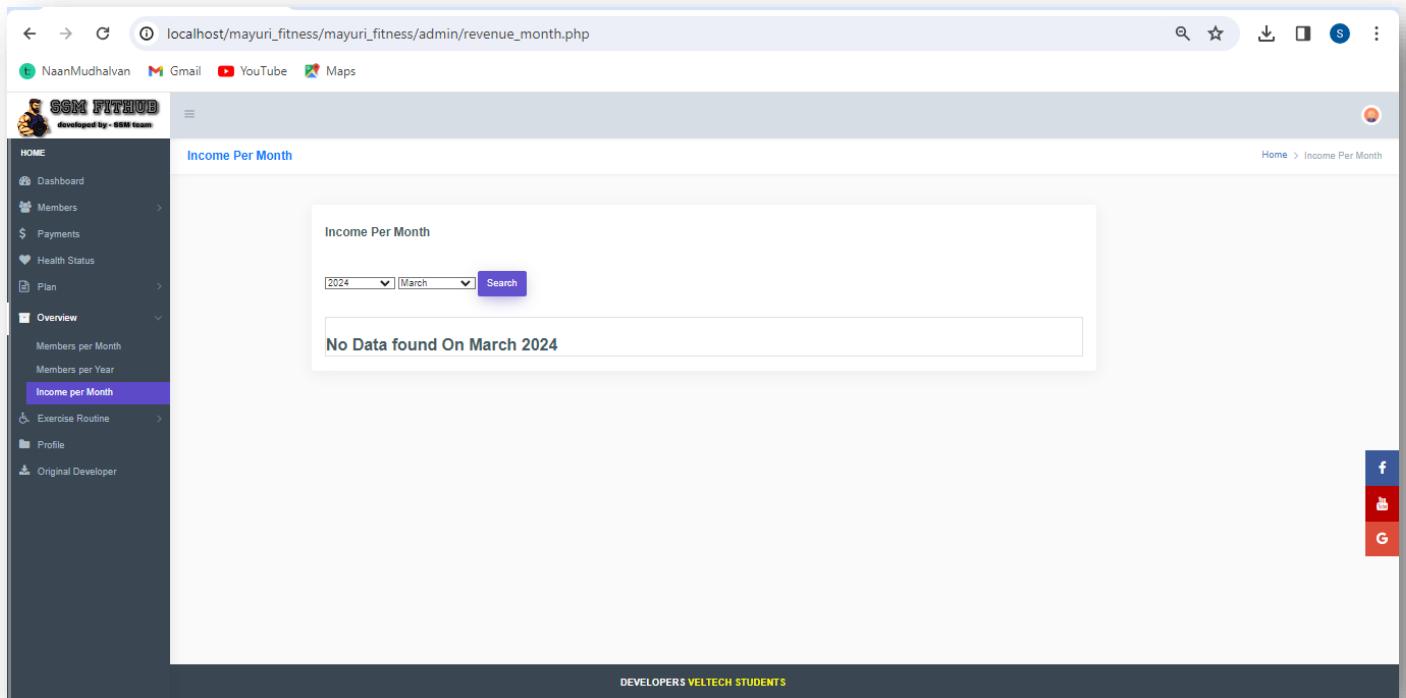 localhost/mayuri_fitness/mayuri_fitness/admin/revenue_month.php
S
NaanMudhalvan Gmail YouTube Maps
SSM FITHUB
developed by - SSM team
HOME
Dashboard
Members
Payments
Health Status
Plan
Overview
Members per Month
Members per Year
Income per Month
Exercise Routine
Profile
Original Developer
Income Per Month
Home > Income Per Month
Income Per Month
2024 March Search
No Data found On March 2024
f
You
G
DEVELOPERS VELTECH STUDENTS